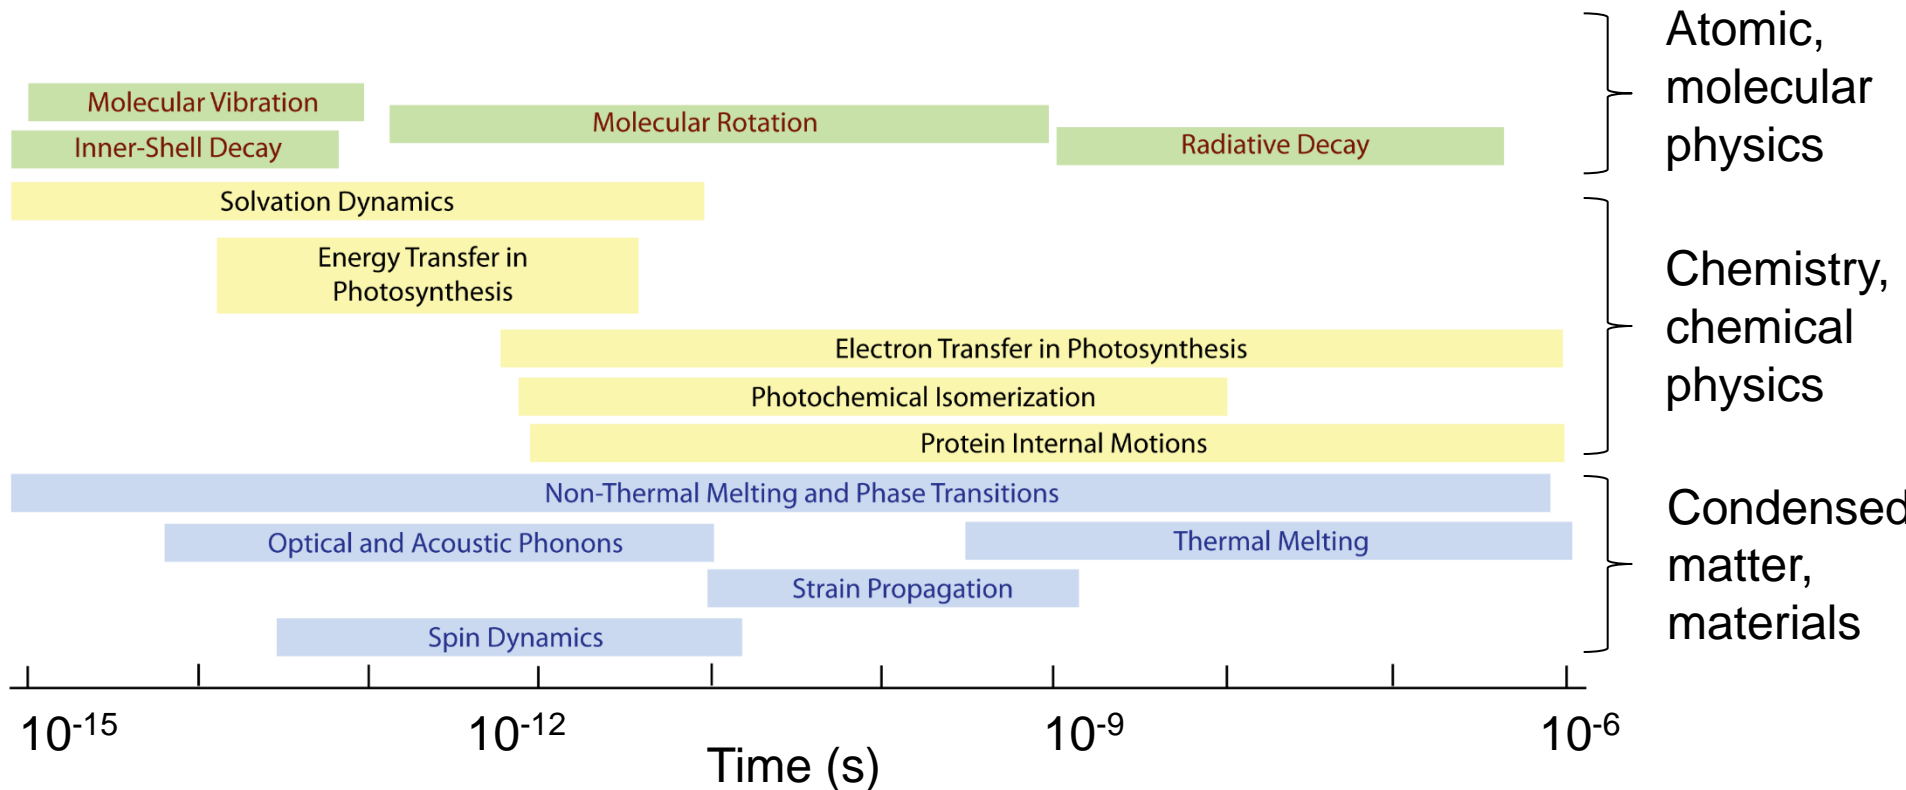 Atomic,
molecular
physics
Molecular Vibration
Molecular Rotation
Inner-Shell Decay
Radiative Decay
Solvation Dynamics
Energy Transfer in
Photosynthesis
Chemistry,
chemical
physics
Electron Transfer in Photosynthesis
Photochemical Isomerization
Protein Internal Motions
Non-Thermal Melting and Phase Transitions
Condensed
matter,
materials
Optical and Acoustic Phonons
Thermal Melting
Strain Propagation
Spin Dynamics
10⁻¹⁵ 10⁻¹² 10⁻⁹ 10⁻⁶
Time (s)